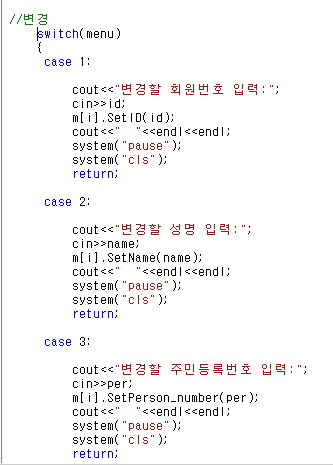 //변경
switch(menu)
{
case 1:
cout<<"변경할 회원번호 입력:";
cin>>id;
m[i].SetID(id);
cout<<"  "<<endl<<endl;
system("pause");
system("cls");
return;
case 2:
cout<<"변경할 성명 입력:";
cin>>name;
m[i].SetName(name);
cout<<"  "<<endl<<endl;
system("pause");
system("cls");
return;
case 3:
cout<<"변경할 주민등록번호 입력:";
cin>>per;
m[i].SetPerson_number(per);
cout<<"  "<<endl<<endl;
system("pause");
system("cls");
return;